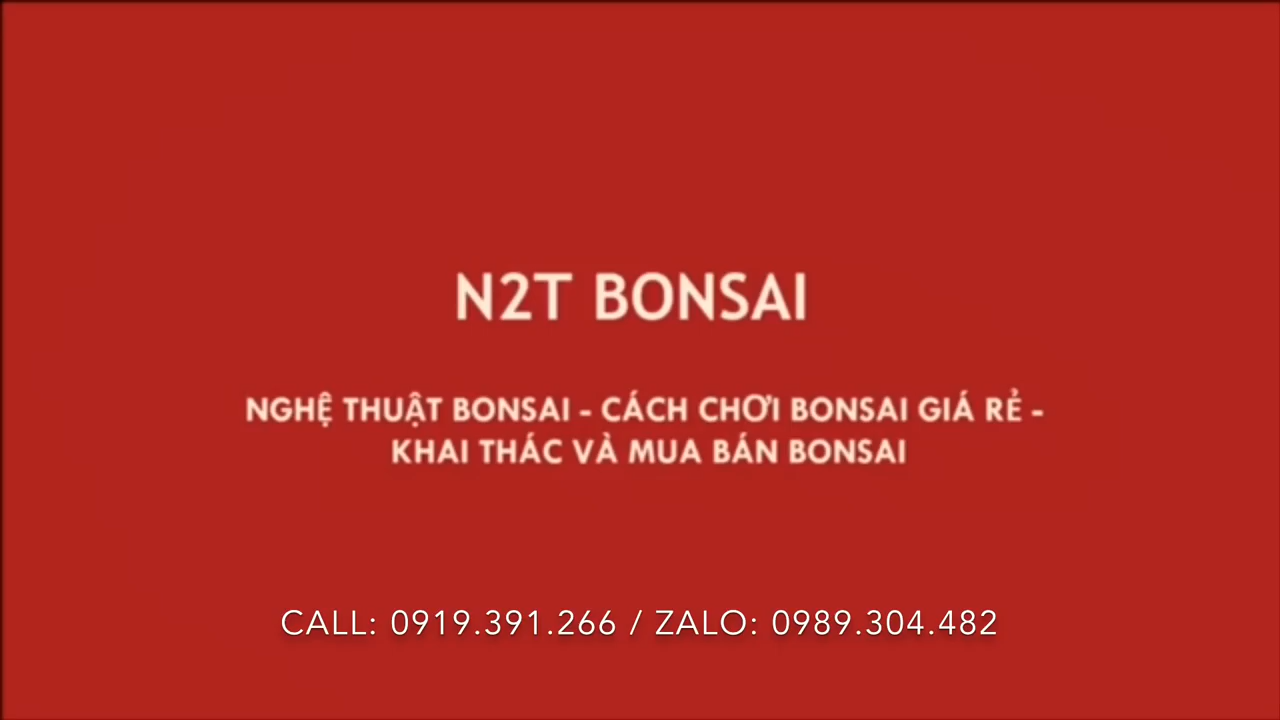 N2T BONSAI
NGHỆ THUẬT BONSAI - CÁCH CHƠI BONSAI GIÁ RẺ -
KHAI THÁC VÀ MUA BÁN BONSAI
CALL: 0919.391.266 / ZALO: 0989.304.482